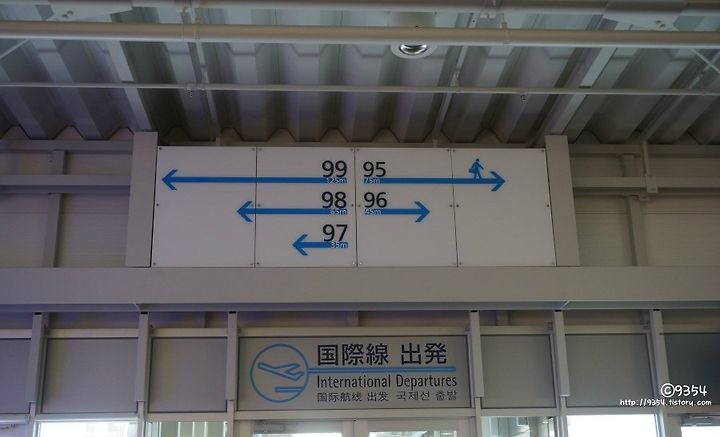 99 95
125m 75m
98 96
65m 45m
97
35m
国際線 出発
International Departures
国际航线 出发 국제선 출발
©9354
http://9354.tistory.com